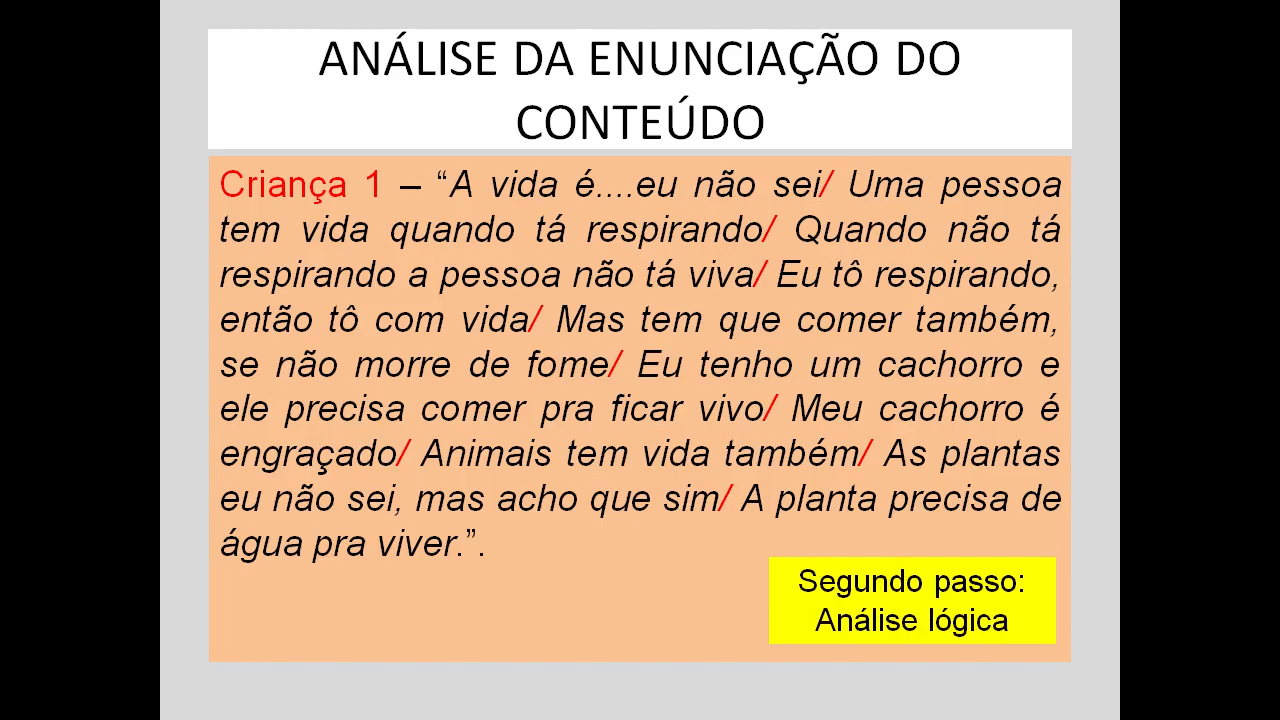 ANÁLISE DA ENUNCIAÇÃO DO
CONTEÚDO
Criança 1 – “A vida é....eu não sei/ Uma pessoa
tem vida quando tá respirando/ Quando não tá
respirando a pessoa não tá viva/ Eu tô respirando,
então tô com vida/ Mas tem que comer também,
se não morre de fome/ Eu tenho um cachorro e
ele precisa comer pra ficar vivo/ Meu cachorro é
engraçado/ Animais tem vida também/ As plantas
eu não sei, mas acho que sim/ A planta precisa de
água pra viver.”.
Segundo passo:
Análise lógica